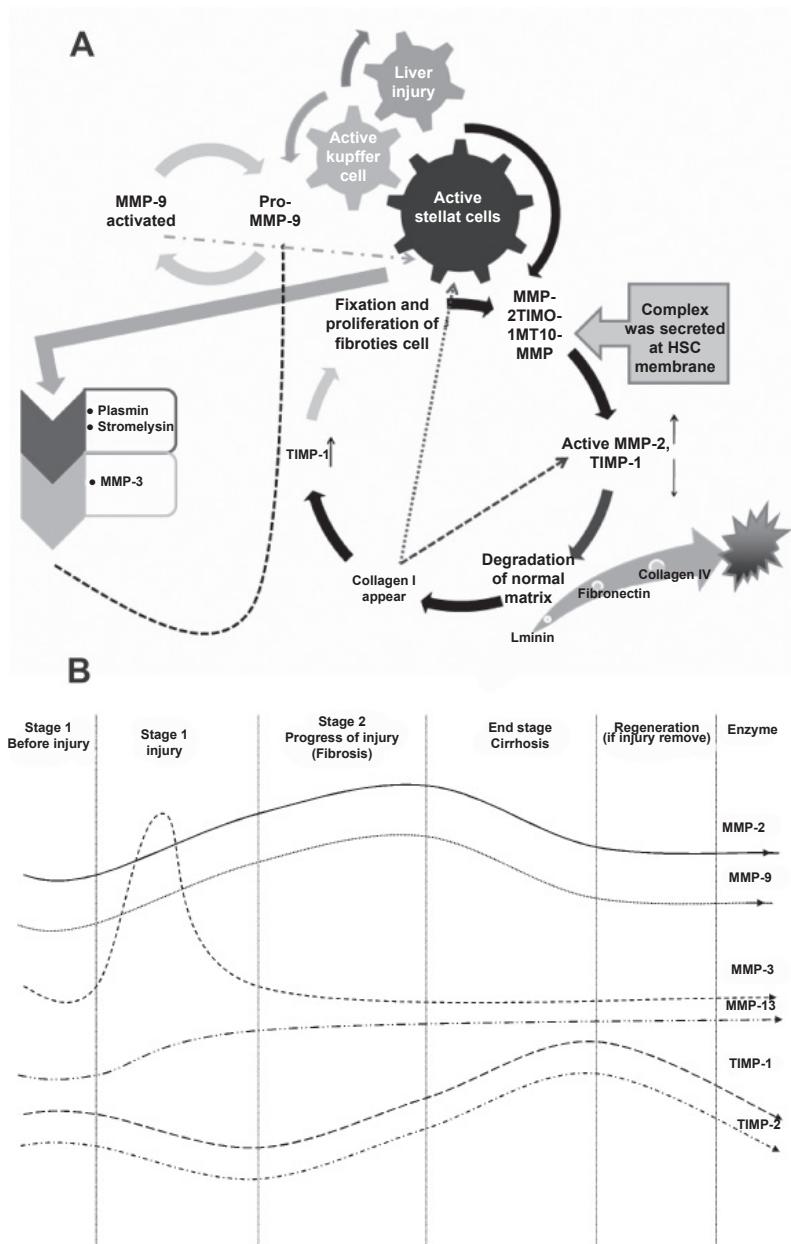 A
Liver
injury
Active
kupffer
cell
Active
stellat cells
MMP-9
activated
Pro-
MMP-9
Fixation and
proliferation of
fibroties cell
MMP-
2TIMO-
1MT10-
MMP
Complex
was secreted
at HSC
membrane
• Plasmin
• Stromelysin
• MMP-3
TIMP-1
Active MMP-2,
TIMP-1
Collagen I
appear
Degradation
of normal
matrix
Collagen IV
Fibronectin
Lminin
B
Stage 1
Before injury
Stage 1
injury
Stage 2
Progress of injury
(Fibrosis)
End stage
Cirrhosis
Regeneration
(if injury remove)
Enzyme
MMP-2
MMP-9
MMP-3
MMP-13
TIMP-1
TIMP-2